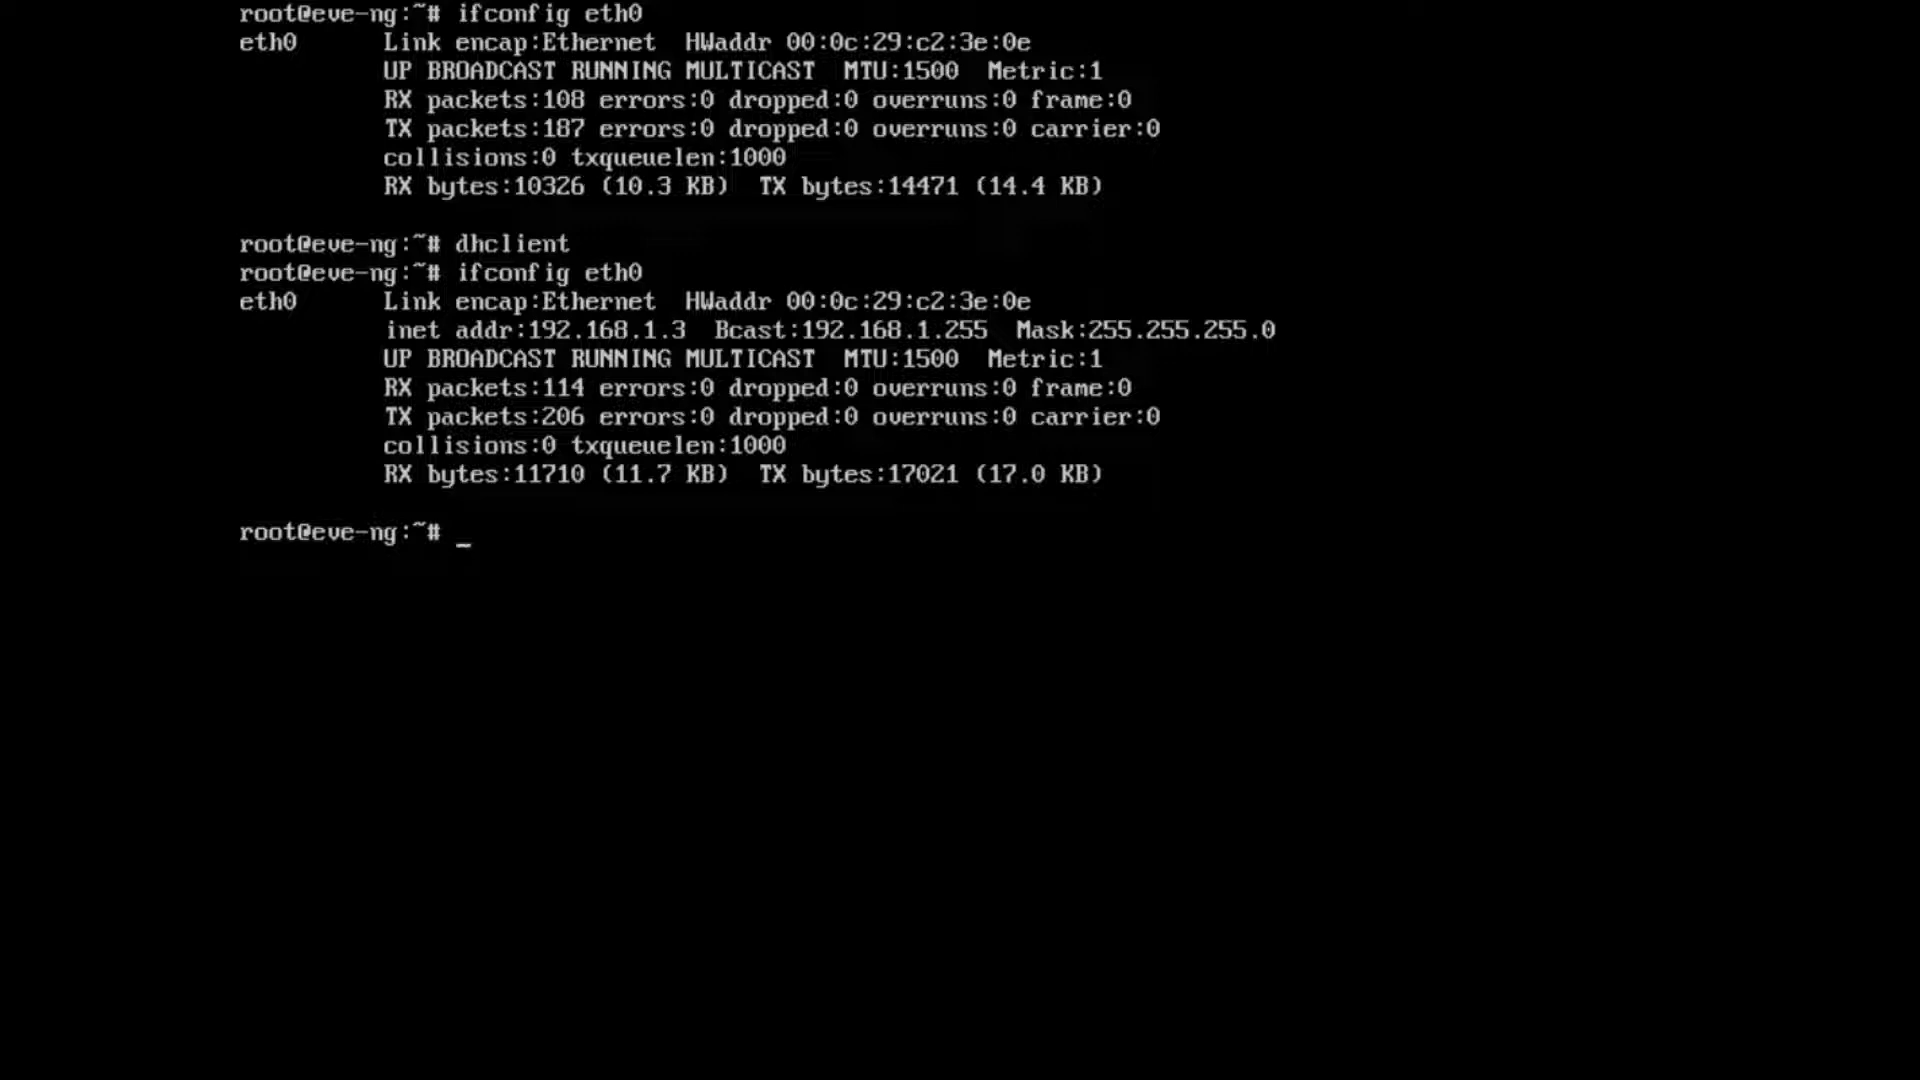 root@eve-ng:~# ifconfig eth0
eth0      Link encap:Ethernet  HWaddr 00:0c:29:c2:3e:0e
          UP BROADCAST RUNNING MULTICAST  MTU:1500  Metric:1
          RX packets:108 errors:0 dropped:0 overruns:0 frame:0
          TX packets:187 errors:0 dropped:0 overruns:0 carrier:0
          collisions:0 txqueuelen:1000
          RX bytes:10326 (10.3 KB)  TX bytes:14471 (14.4 KB)
root@eve-ng:~# dhclient
root@eve-ng:~# ifconfig eth0
eth0      Link encap:Ethernet  HWaddr 00:0c:29:c2:3e:0e
          inet addr:192.168.1.3  Bcast:192.168.1.255  Mask:255.255.255.0
          UP BROADCAST RUNNING MULTICAST  MTU:1500  Metric:1
          RX packets:114 errors:0 dropped:0 overruns:0 frame:0
          TX packets:206 errors:0 dropped:0 overruns:0 carrier:0
          collisions:0 txqueuelen:1000
          RX bytes:11710 (11.7 KB)  TX bytes:17021 (17.0 KB)
root@eve-ng:~# _